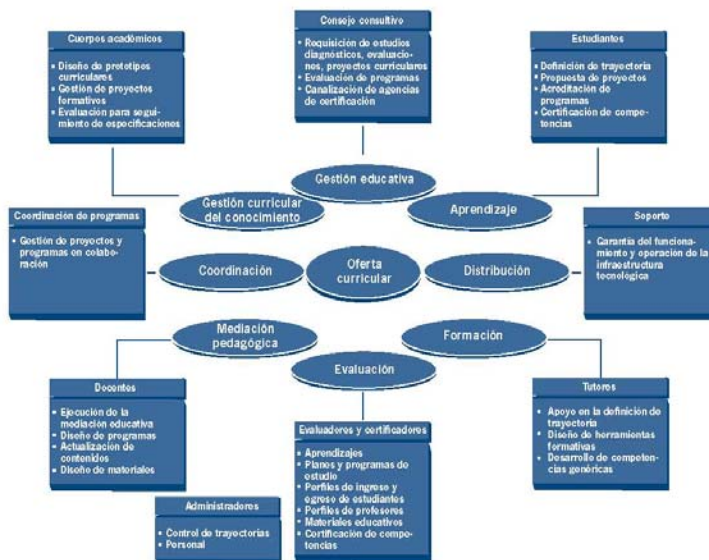 Consejo consultivo
• Requisición de estudios
diagnósticos, evaluacio-
nes, proyectos curriculares
• Evaluación de programas
• Canalización de agencias
de certificación
Cuerpos académicos
• Diseño de prototipos
curriculares
• Gestión de proyectos
formativos
• Evaluación para segui-
miento de especificaciones
Estudiantes
• Definición de trayectoria
• Propuesta de proyectos
• Acreditación de
programas
• Certificación de compe-
tencias
Gestión educativa
Gestión curricular
del conocimiento
Aprendizaje
Coordinación de programas
• Gestión de proyectos y
programas en colabo-
ración
Coordinación
Oferta
curricular
Distribución
Soporte
• Garantía del funciona-
miento y operación de la
infraestructura
tecnológica
Mediación
pedagógica
Formación
Evaluación
Docentes
• Ejecución de la
mediación educativa
• Diseño de programas
• Actualización de
contenidos
• Diseño de materiales
Evaluadores y certificadores
• Aprendizajes
• Planes y programas de
estudio
• Perfiles de ingreso y
egreso de estudiantes
• Perfiles de profesores
• Materiales educativos
• Certificación de compe-
tencias
Tutores
• Apoyo en la definición de
trayectoria
• Diseño de herramientas
formativas
• Desarrollo de competen-
cias genéricas
Administradores
• Control de trayectorias
• Personal